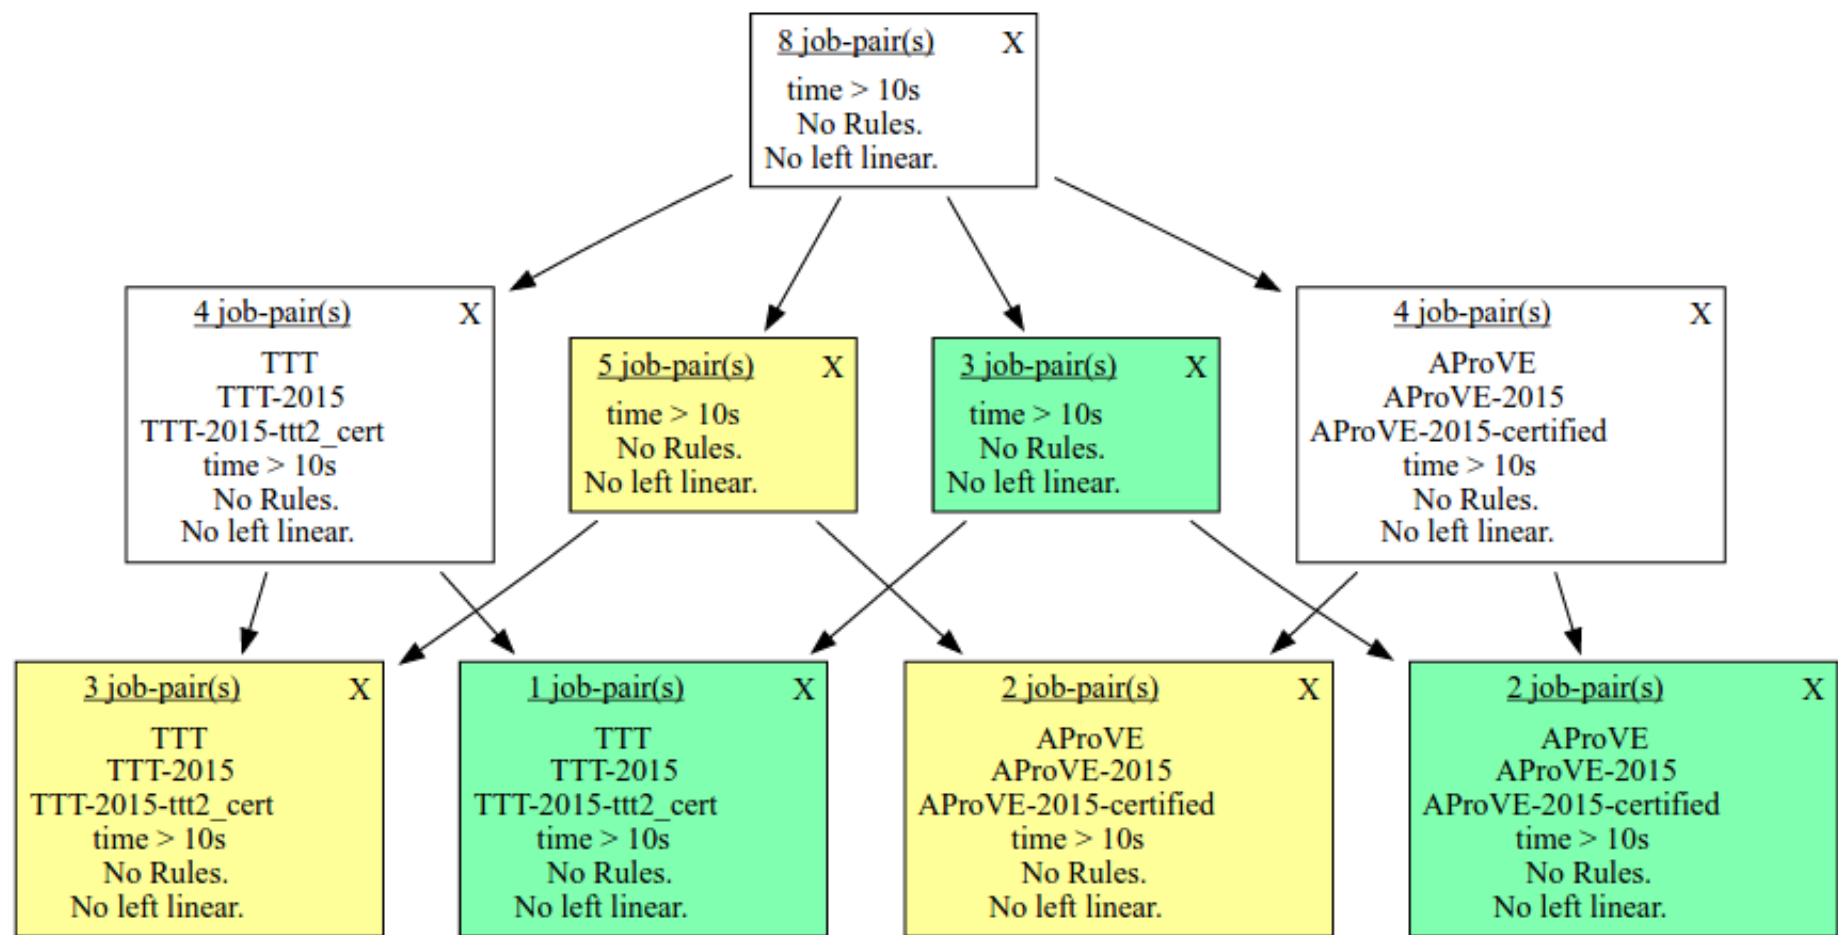 8 job-pair(s) X
time > 10s
No Rules.
No left linear.
4 job-pair(s) X
TTT
TTT-2015
TTT-2015-ttt2_cert
time > 10s
No Rules.
No left linear.
5 job-pair(s) X
time > 10s
No Rules.
No left linear.
3 job-pair(s) X
time > 10s
No Rules.
No left linear.
4 job-pair(s) X
AProVE
AProVE-2015
AProVE-2015-certified
time > 10s
No Rules.
No left linear.
3 job-pair(s) X
TTT
TTT-2015
TTT-2015-ttt2_cert
time > 10s
No Rules.
No left linear.
1 job-pair(s) X
TTT
TTT-2015
TTT-2015-ttt2_cert
time > 10s
No Rules.
No left linear.
2 job-pair(s) X
AProVE
AProVE-2015
AProVE-2015-certified
time > 10s
No Rules.
No left linear.
2 job-pair(s) X
AProVE
AProVE-2015
AProVE-2015-certified
time > 10s
No Rules.
No left linear.